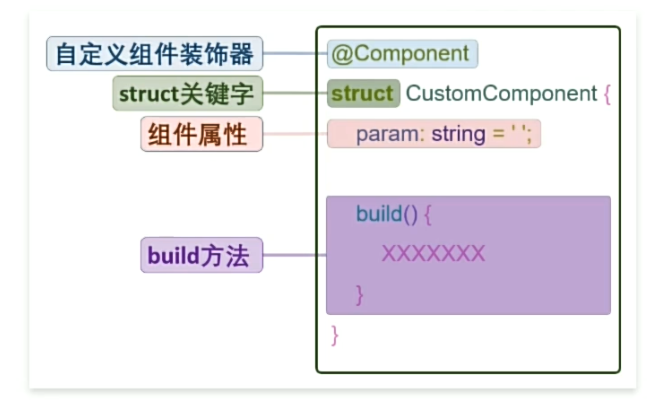 自定义组件装饰器 @Component
struct关键字 struct CustomComponent {
组件属性 param: string = ' ';
build() {
build方法 XXXXXXX
}
}